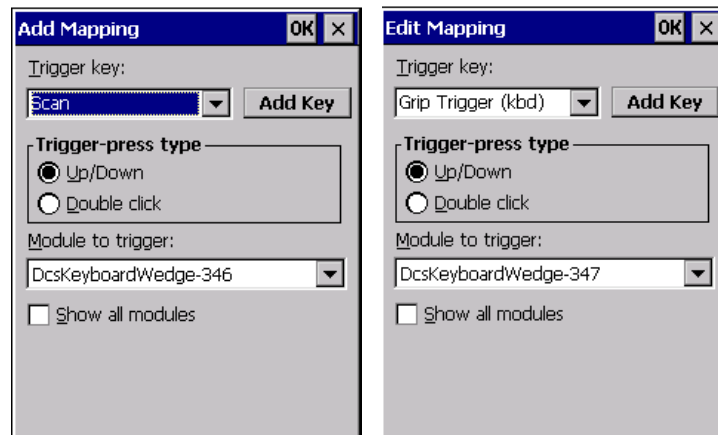 Add Mapping OK ×
Trigger key:
Scan Add Key
Trigger-press type
Up/Down
Double click
Module to trigger:
DcsKeyboardWedge-346
Show all modules
Edit Mapping OK ×
Trigger key:
Grip Trigger (kbd) Add Key
Trigger-press type
Up/Down
Double click
Module to trigger:
DcsKeyboardWedge-347
Show all modules